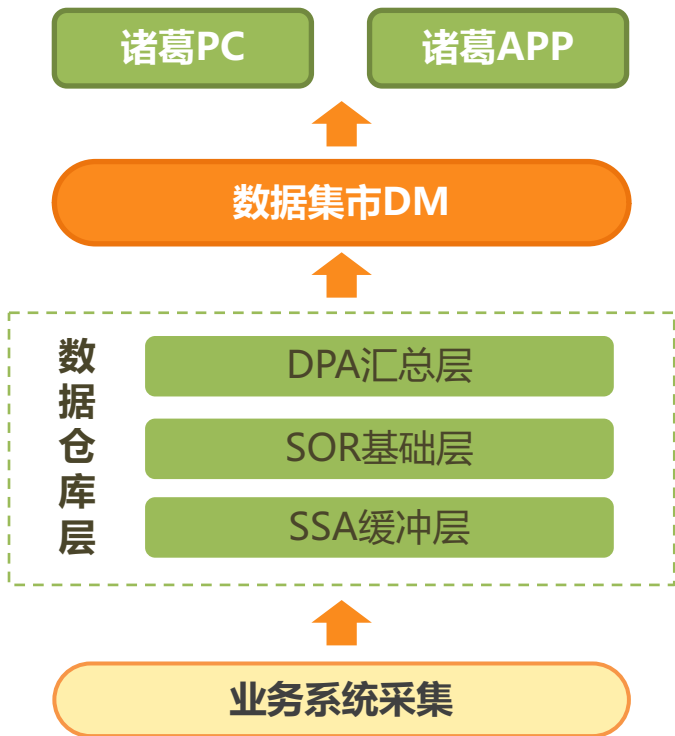 诸葛PC
诸葛APP
数据集市DM
数据仓库层
DPA汇总层
SOR基础层
SSA缓冲层
业务系统采集